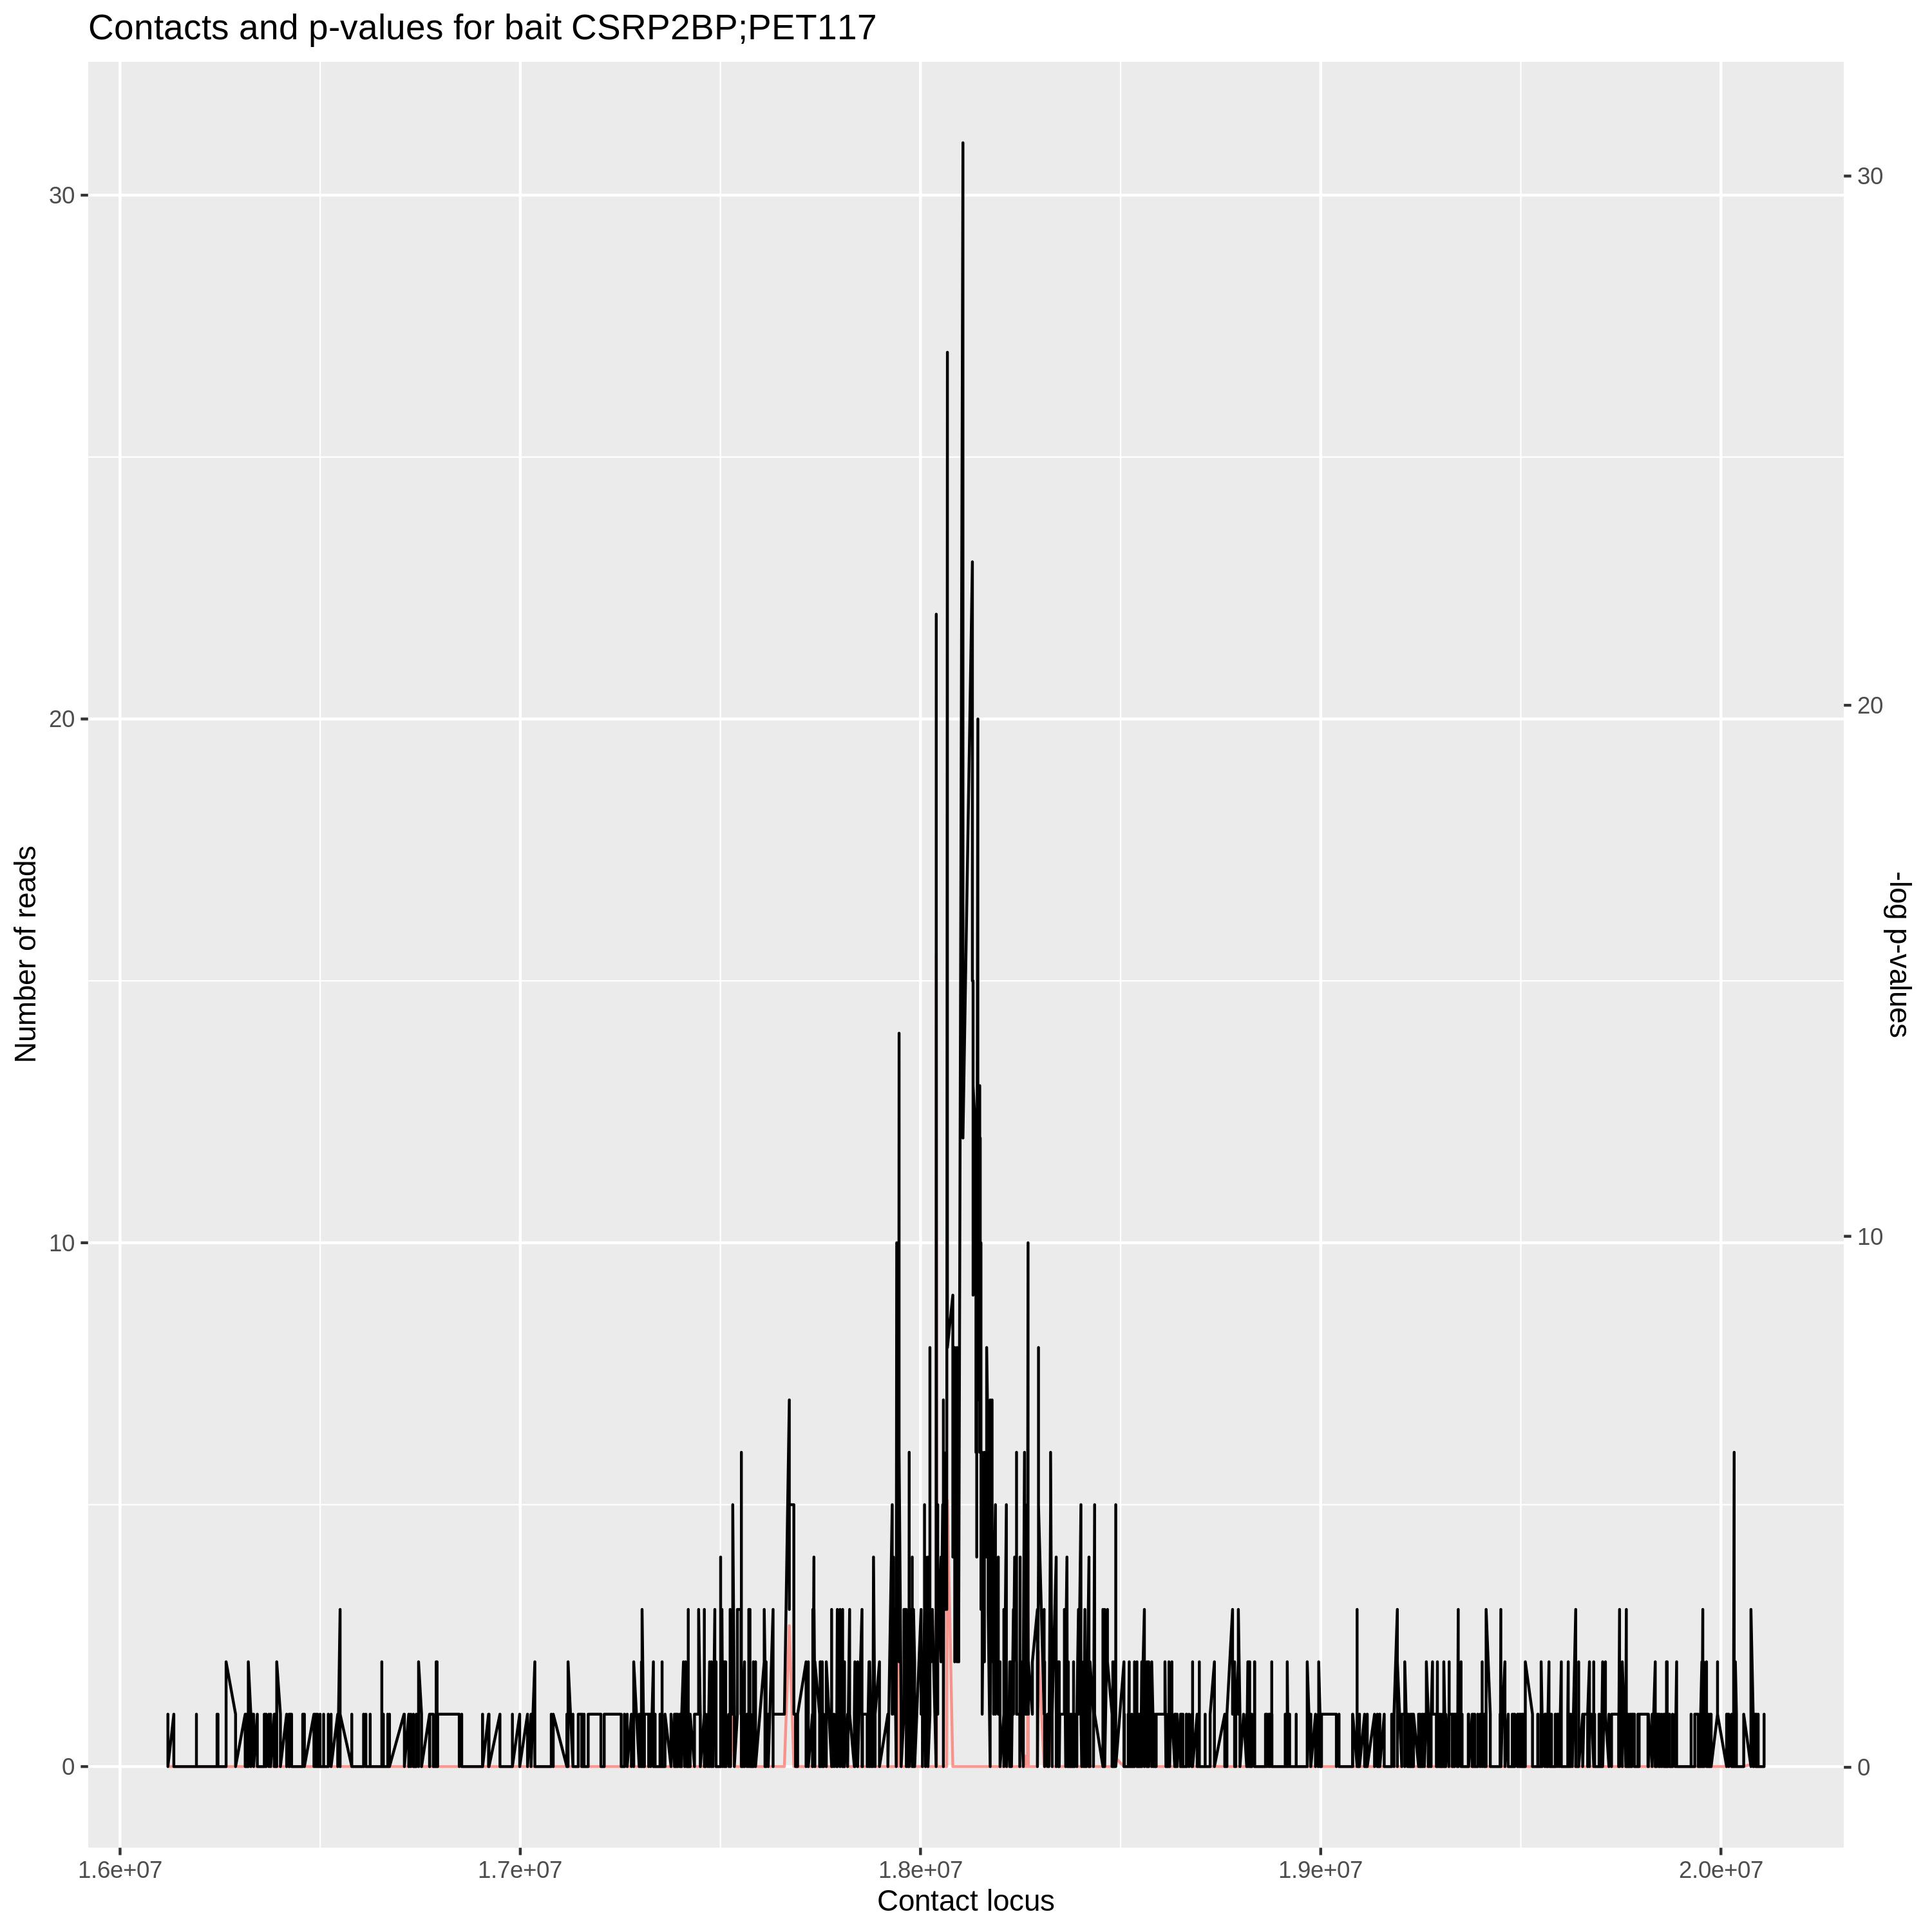 Contacts and p-values for bait CSRP2BP;PET117
30
20
10
0
30
20
10
0
Number of reads
-log p-values
1.6e+07
1.7e+07
1.8e+07
1.9e+07
2.0e+07
Contact locus